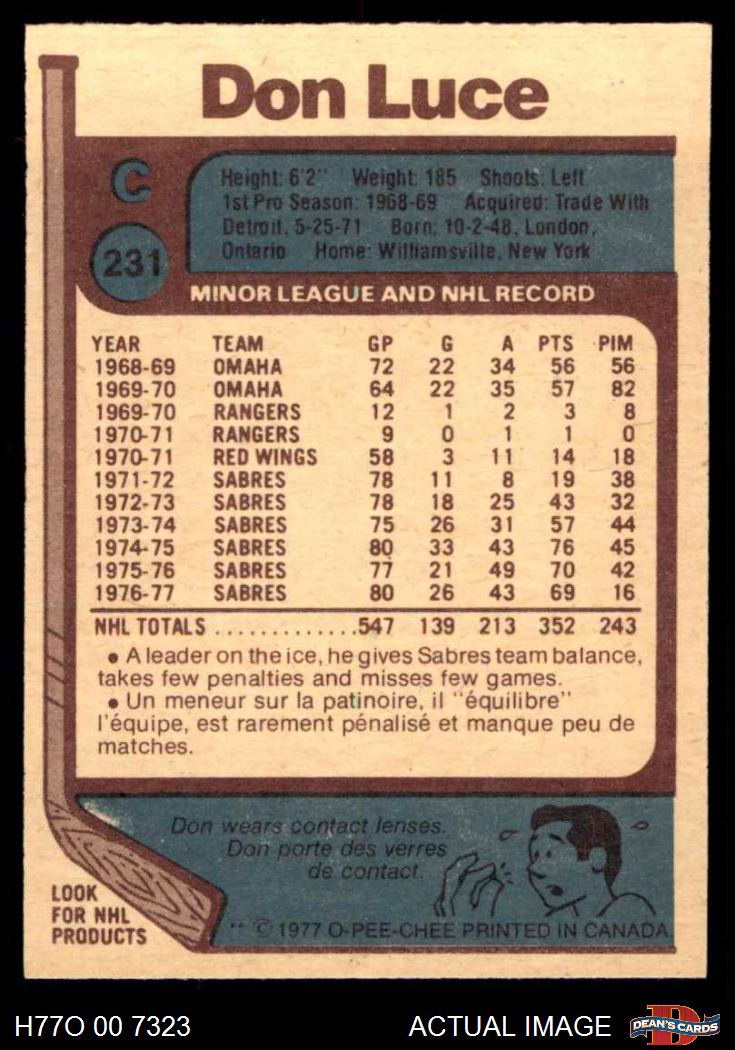 Don Luce
C
231
Height: 6'2" Weight: 185 Shoots: Left
1st Pro Season: 1968-69 Acquired: Trade With
Detroit, 5-25-71 Born: 10-2-48, London,
Ontario Home: Williamsville, New York
MINOR LEAGUE AND NHL RECORD
YEAR TEAM GP G A PTS PIM
1968-69 OMAHA 72 22 34 56 56
1969-70 OMAHA 64 22 35 57 82
1969-70 RANGERS 12 1 2 3 8
1970-71 RANGERS 9 0 1 1 0
1970-71 RED WINGS 58 3 11 14 18
1971-72 SABRES 78 11 8 19 38
1972-73 SABRES 78 18 25 43 32
1973-74 SABRES 75 26 31 57 44
1974-75 SABRES 80 33 43 76 45
1975-76 SABRES 77 21 49 70 42
1976-77 SABRES 80 26 43 69 16
NHL TOTALS .............547 139 213 352 243
• A leader on the ice, he gives Sabres team balance,
takes few penalties and misses few games.
• Un meneur sur la patinoire, il "équilibre"
l'équipe, est rarement pénalisé et manque peu de
matches.
Don wears contact lenses.
Don porte des verres
de contact.
LOOK
FOR NHL
PRODUCTS
** © 1977 O-PEE-CHEE PRINTED IN CANADA.
H77O 00 7323
ACTUAL IMAGE
D
DEAN'S CARDS